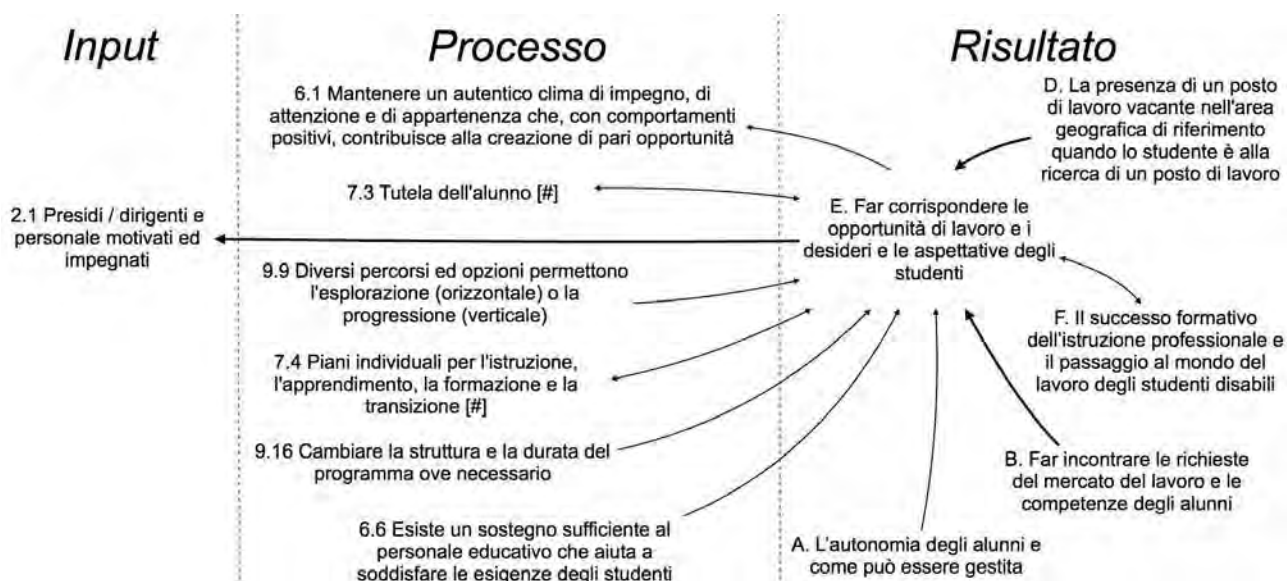 Input
Processo
Risultato
6.1 Mantenere un autentico clima di impegno, di
attenzione e di appartenenza che, con comportamenti
positivi, contribuisce alla creazione di pari opportunità
D. La presenza di un posto
di lavoro vacante nell'area
geografica di riferimento
quando lo studente è alla
ricerca di un posto di lavoro
7.3 Tutela dell'alunno [#]
2.1 Presidi / dirigenti e
personale motivati ed
impegnati
E. Far corrispondere le
opportunità di lavoro e i
desideri e le aspettative degli
studenti
9.9 Diversi percorsi ed opzioni permettono
l'esplorazione (orizzontale) o la
progressione (verticale)
F. Il successo formativo
dell'istruzione professionale e
il passaggio al mondo del
lavoro degli studenti disabili
7.4 Piani individuali per l'istruzione,
l'apprendimento, la formazione e la
transizione [#]
9.16 Cambiare la struttura e la durata del
programma ove necessario
B. Far incontrare le richieste
del mercato del lavoro e le
competenze degli alunni
6.6 Esiste un sostegno sufficiente al
personale educativo che aiuta a
soddisfare le esigenze degli studenti
A. L'autonomia degli alunni e
come può essere gestita